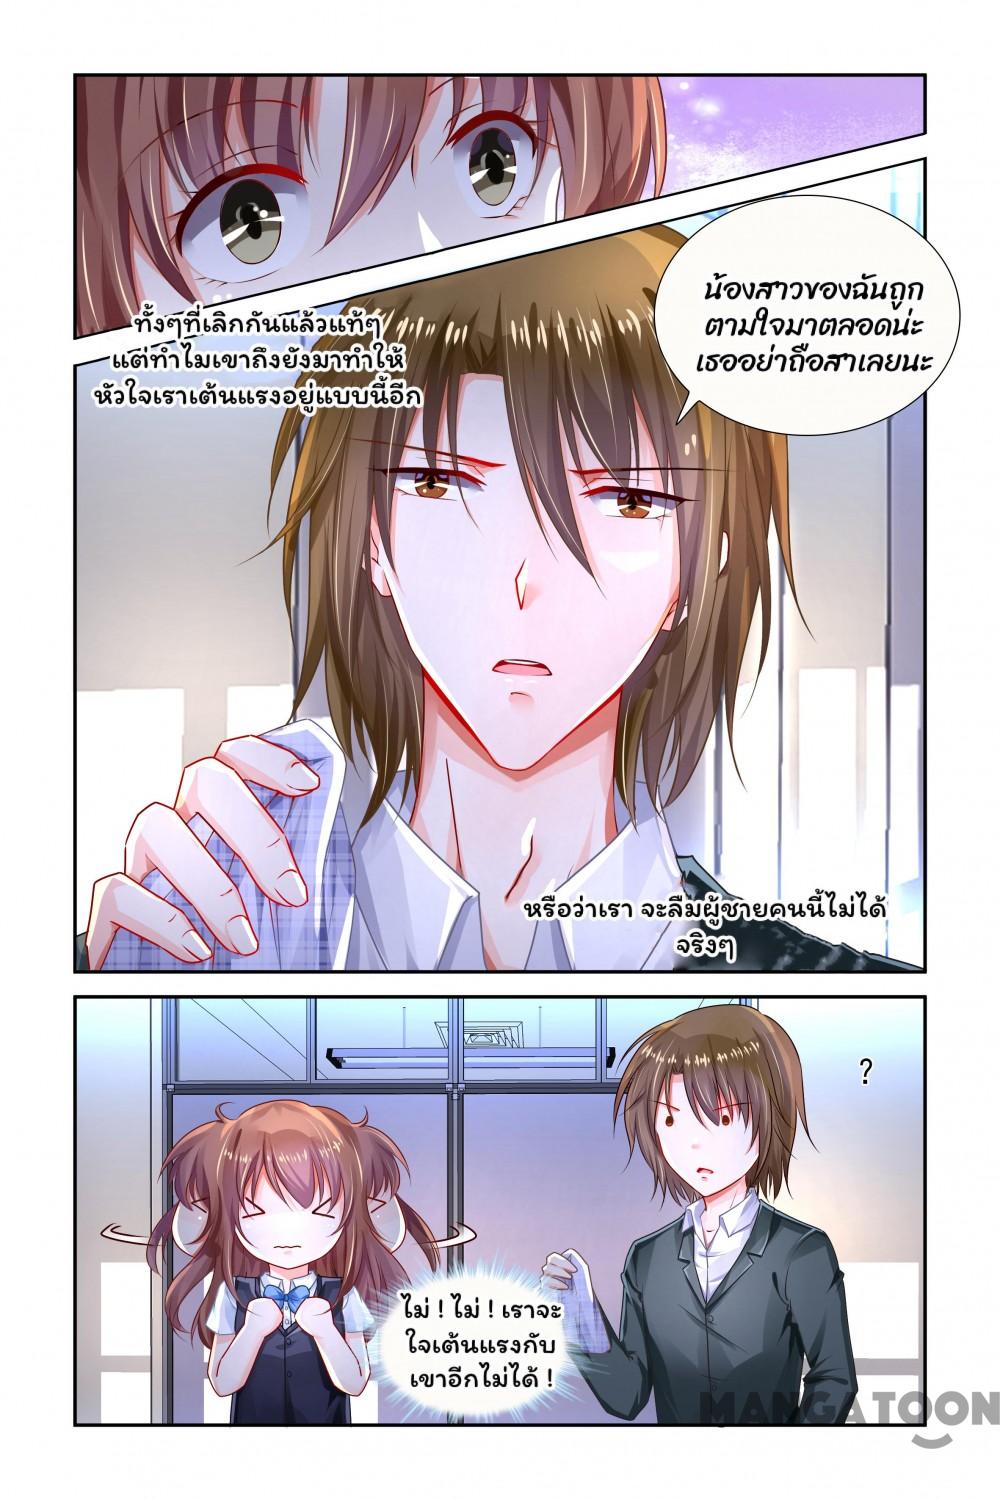 ทั้งๆที่เลิกกันแล้วแท้ๆ
แต่ทำไมเขาถึงยังมาทำให้
หัวใจเราเต้นแรงอยู่แบบนี้อีก
น้องสาวของฉันถูก
ตามใจมาตลอดน่ะ
เธออย่าถือสาเลยนะ
หรือว่าเรา จะลืมผู้ชายคนนี้ไม่ได้
จริงๆ
?
ไม่ ! ไม่ ! เราจะ
ใจเต้นแรงกับ
เขาอีกไม่ได้ !
MANGATOON